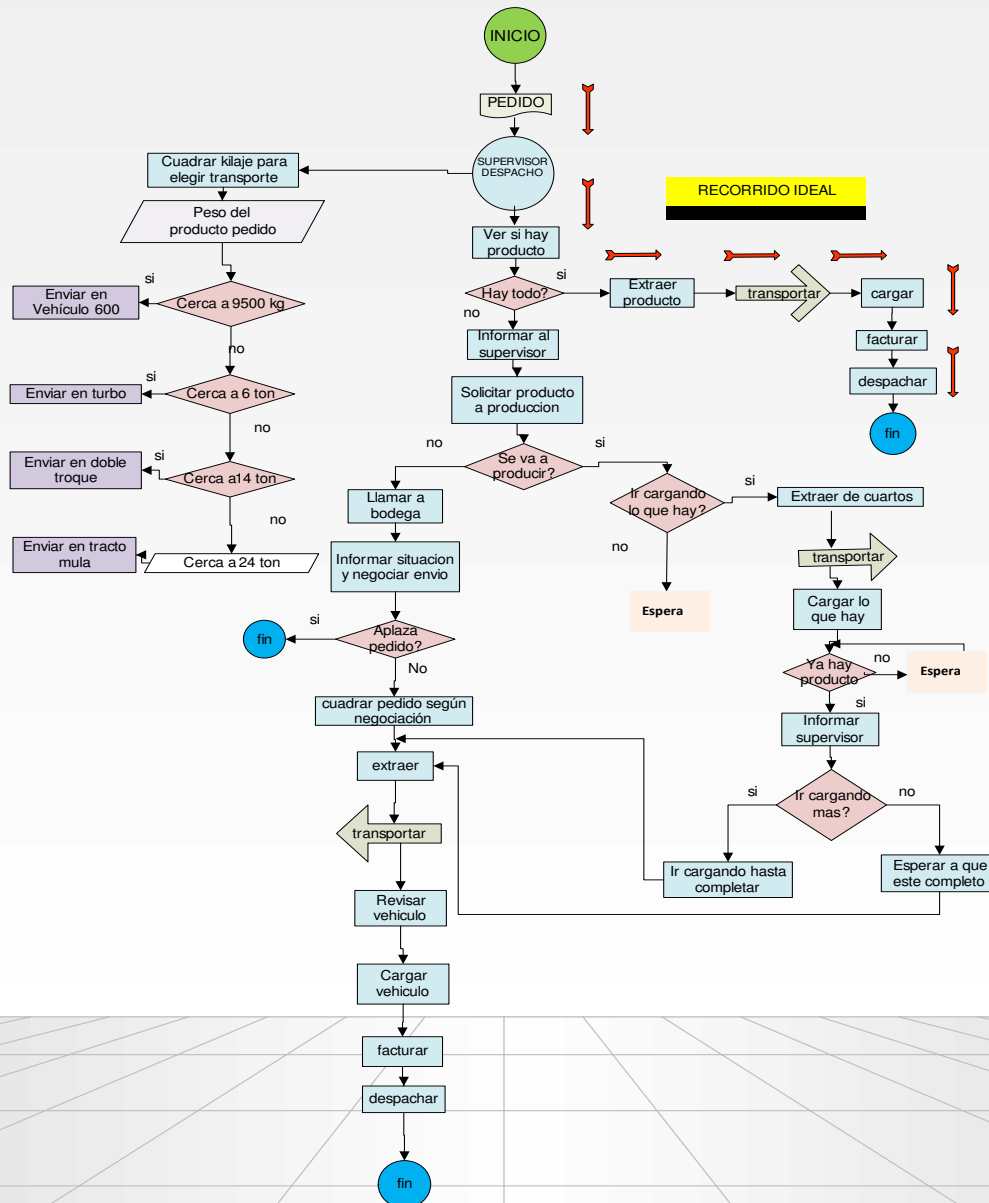 INICIO
PEDIDO
SUPERVISOR
DESPACHO
Cuadrar kilaje para
elegir transporte
Peso del
producto pedido
si
Cerca a 9500 kg
Enviar en
Vehículo 600
no
si
Cerca a 6 ton
Enviar en turbo
no
si
Cerca a14 ton
Enviar en doble
troque
no
Enviar en tracto
mula
Cerca a 24 ton
RECORRIDO IDEAL
Ver si hay
producto
Hay todo?
si
Extraer
producto
transportar
cargar
facturar
despachar
fin
no
Informar al
supervisor
Solicitar producto
a produccion
Se va a
producir?
no
si
Llamar a
bodega
Informar situacion
y negociar envio
si
Aplaza
pedido?
fin
No
cuadrar pedido según
negociación
extraer
transportar
Revisar
vehiculo
Cargar
vehiculo
facturar
despachar
fin
Ir cargando
lo que hay?
si
no
Espera
Extraer de cuartos
transportar
Cargar lo
que hay
Ya hay
producto
no
Espera
si
Informar
supervisor
Ir cargando
mas?
si
no
Ir cargando hasta
completar
Esperar a que
este completo